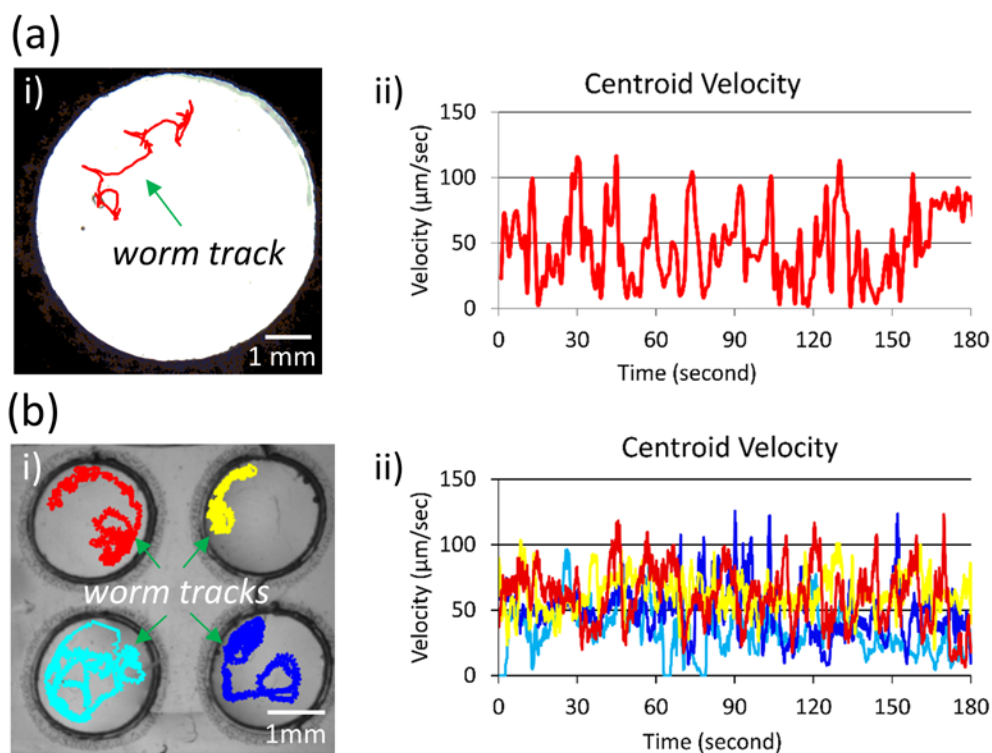 (a)
i)
worm track
1 mm
ii)
Centroid Velocity
Velocity (µm/sec)
150
100
50
0
0 30 60 90 120 150 180
Time (second)
(b)
i)
worm tracks
1mm
ii)
Centroid Velocity
Velocity (µm/sec)
150
100
50
0
0 30 60 90 120 150 180
Time (second)